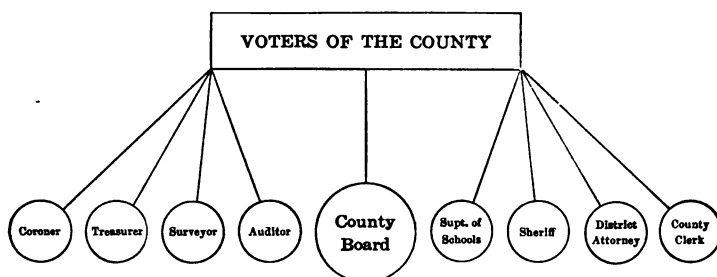 VOTERS OF THE COUNTY
Coroner
Treasurer
Surveyor
Auditor
County
Board
Supt. of
Schools
Sheriff
District
Attorney
County
Clerk